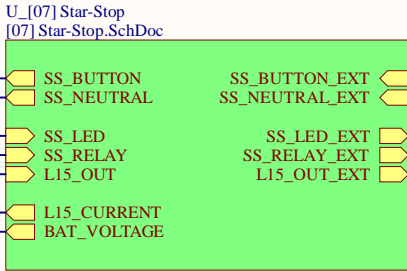 U_[07] Star-Stop
[07] Star-Stop.SchDoc
SS_BUTTON SS_BUTTON_EXT
SS_NEUTRAL SS_NEUTRAL_EXT
SS_LED SS_LED_EXT
SS_RELAY SS_RELAY_EXT
L15_OUT L15_OUT_EXT
L15_CURRENT
BAT_VOLTAGE